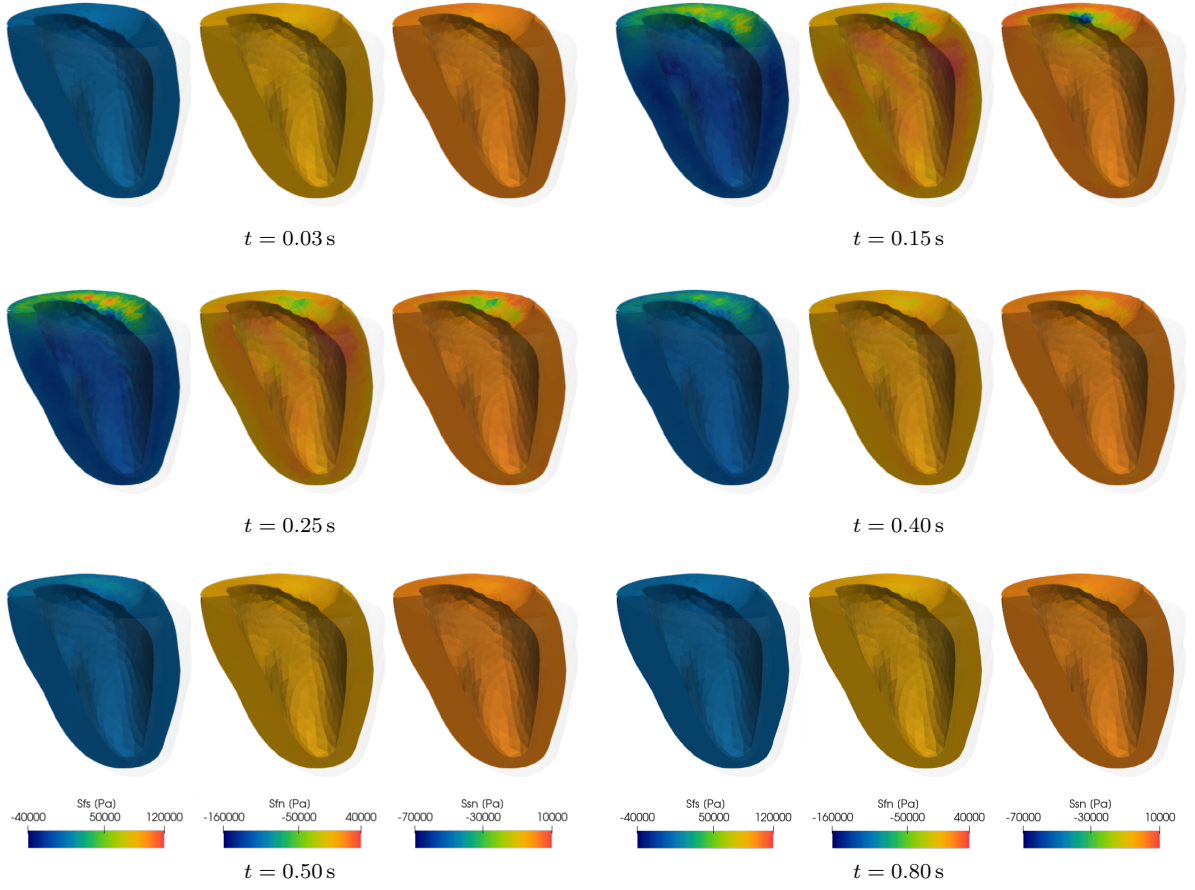 t = 0.03 s
t = 0.15 s
t = 0.25 s
t = 0.40 s
Sfs (Pa)
-40000 50000 120000
Sfn (Pa)
-160000 -50000 40000
Ssn (Pa)
-70000 -30000 10000
Sfs (Pa)
-40000 50000 120000
Sfn (Pa)
-160000 -50000 40000
Ssn (Pa)
-70000 -30000 10000
t = 0.50 s
t = 0.80 s